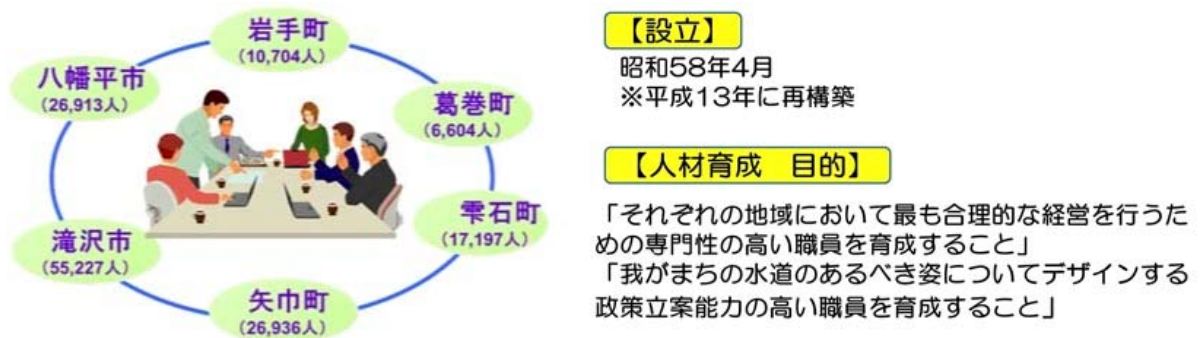 岩手町
(10,704人)
八幡平市
(26,913人)
葛巻町
(6,604人)
雫石町
(17,197人)
滝沢市
(55,227人)
矢巾町
(26,936人)
【設立】
昭和58年4月
※平成13年に再構築
【人材育成　目的】
「それぞれの地域において最も合理的な経営を行うた
めの専門性の高い職員を育成すること」
「我がまちの水道のあるべき姿についてデザインする
政策立案能力の高い職員を育成すること」